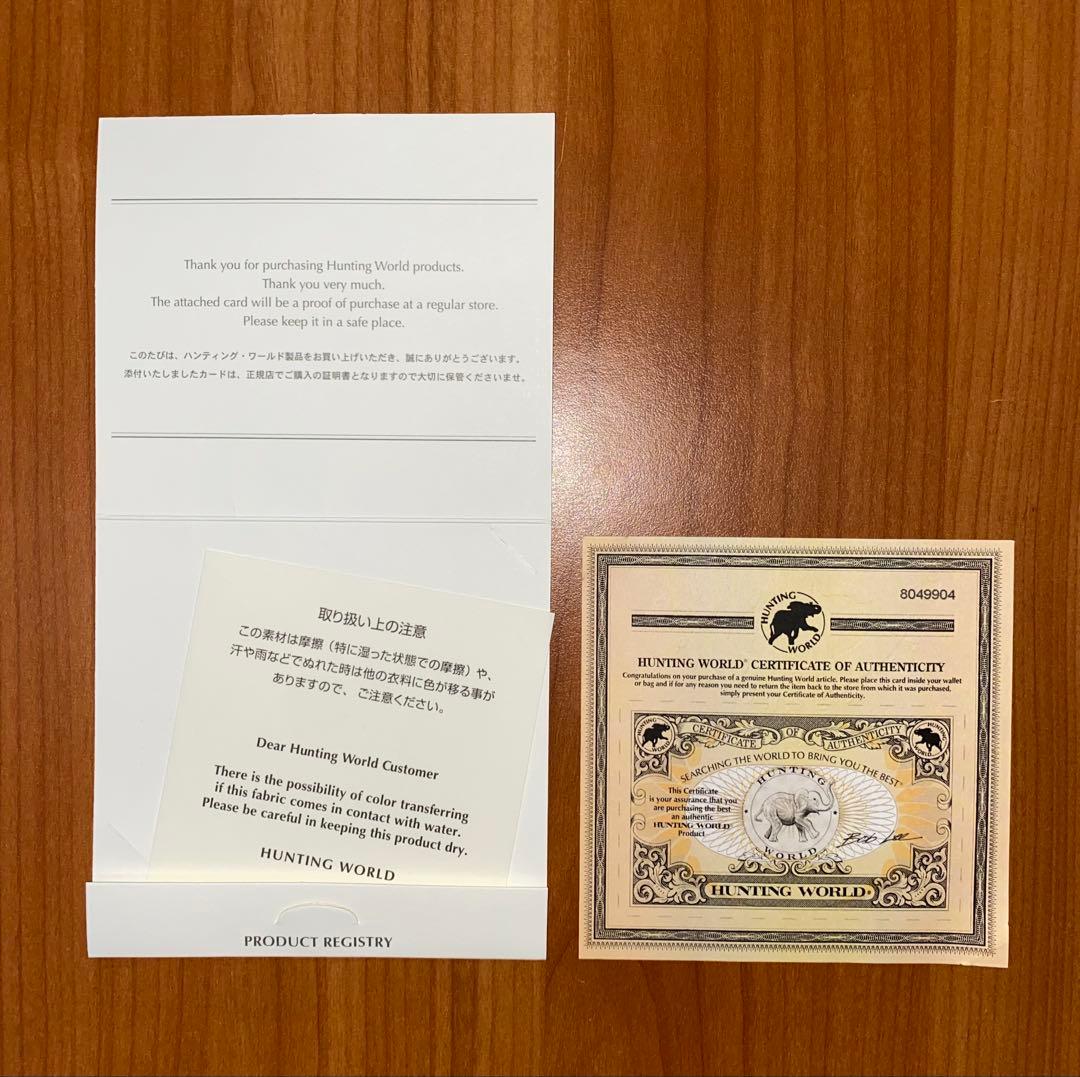 Thank you for purchasing Hunting World products.
Thank you very much.
The attached card will be a proof of purchase at a regular store.
Please keep it in a safe place.
このたびは、ハンティング・ワールド製品をお買い上げいただき、誠にありがとうございます。
添付いたしましたカードは、正規店でご購入の証明書となりますので大切に保管くださいませ。
取り扱い上の注意
この素材は摩擦（特に湿った状態での摩擦）や、
汗や雨などでぬれた時は他の衣料に色が移る事が
ありますので、ご注意ください。
Dear Hunting World Customer
There is the possibility of color transferring
if this fabric comes in contact with water.
Please be careful in keeping this product dry.
HUNTING WORLD
PRODUCT REGISTRY
8049904
HUNTING
WORLD
HUNTING WORLD® CERTIFICATE OF AUTHENTICITY
Congratulations on your purchase of a genuine Hunting World article. Please place this card inside your wallet
or bag and if for any reason you need to return the item back to the store from which it was purchased,
simply present your Certificate of Authenticity.
HUNTING
WORLD
CERTIFICATE OF AUTHENTICITY
HUNTING
WORLD
SEARCHING THE WORLD TO BRING YOU THE BEST®
This Certificate
is your assurance that you
are purchasing the best
an authentic
HUNTING WORLD
Product
HUNTING
WORLD
Bob Lee
HUNTING WORLD®